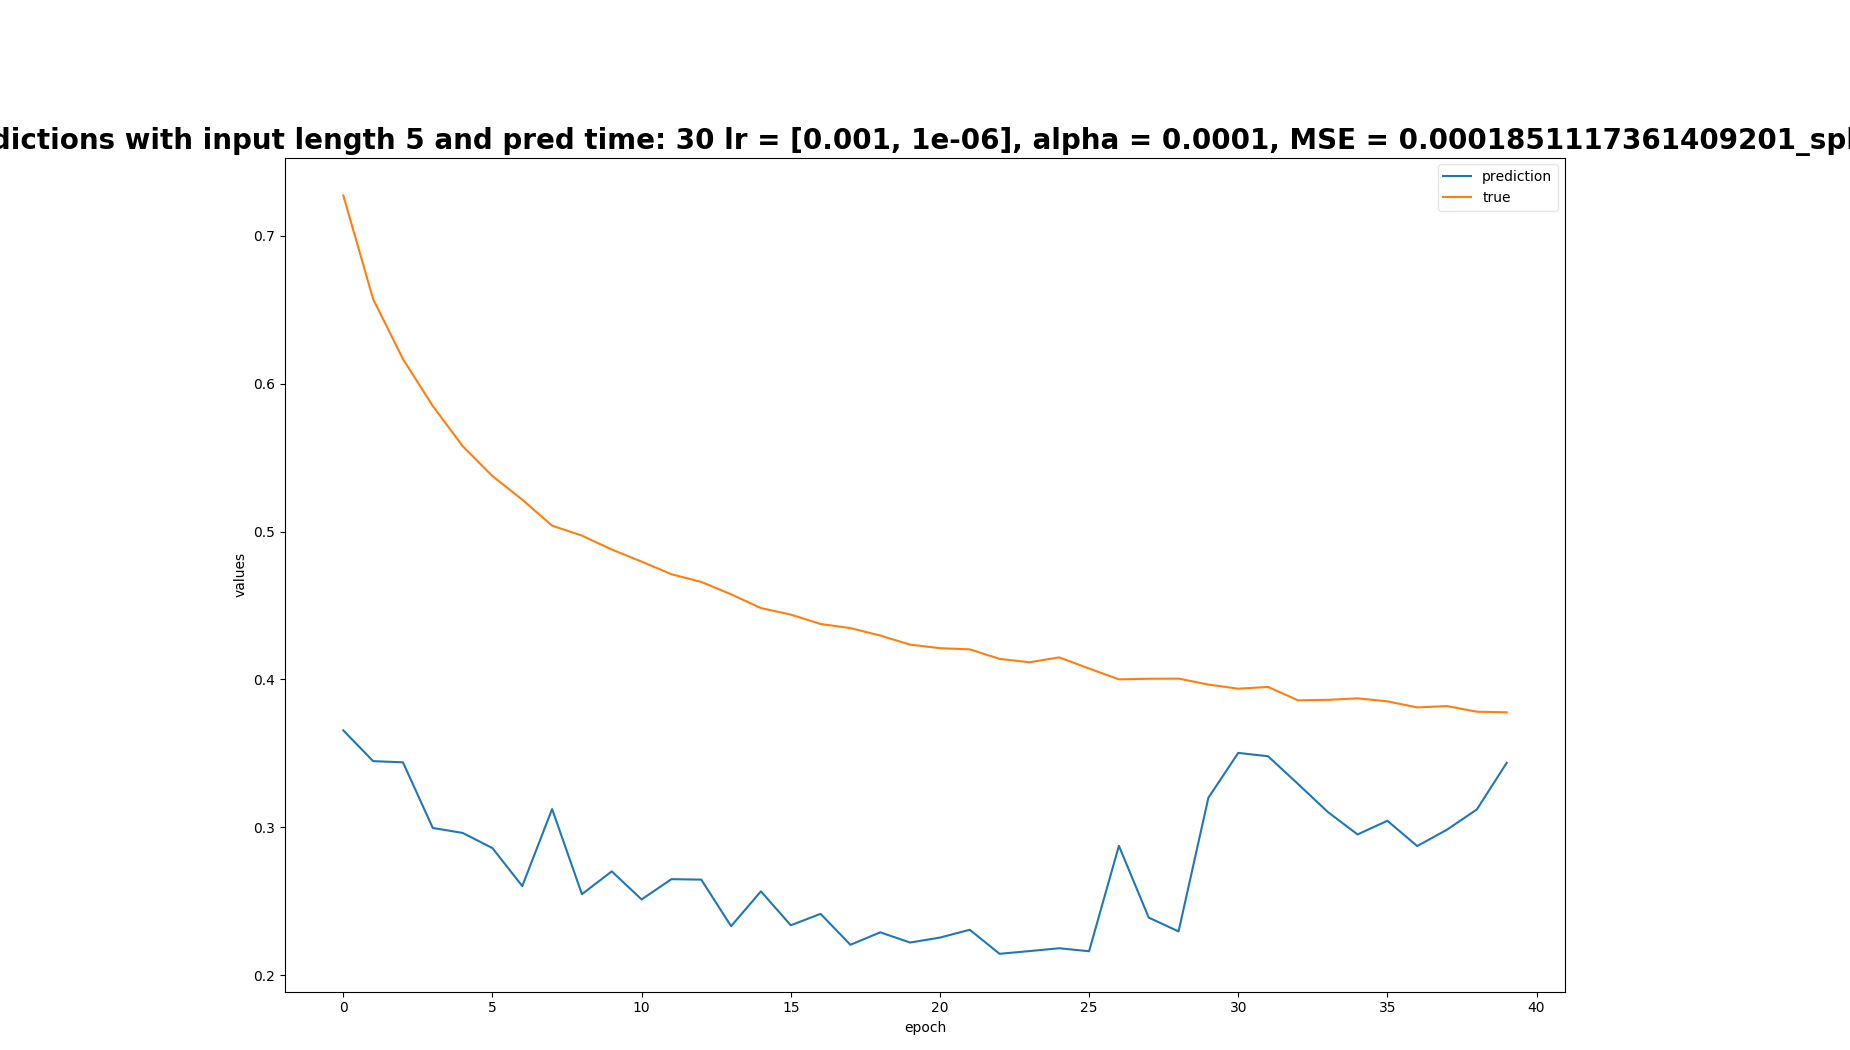 dictions with input length 5 and pred time: 30 lr = [0.001, 1e-06], alpha = 0.0001, MSE = 0.0001851117361409201_spl
prediction
true
0.7
0.6
0.5
0.4
0.3
0.2
values
0 5 10 15 20 25 30 35 40
epoch